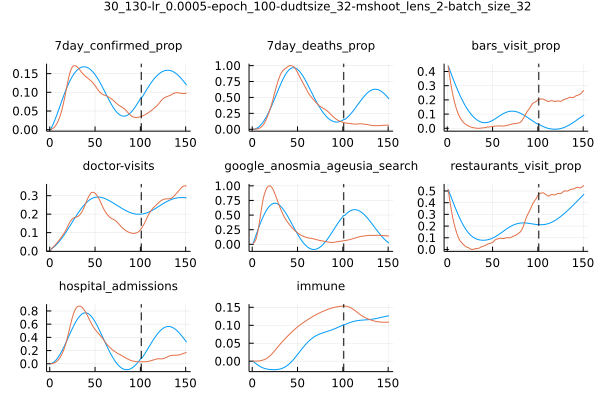 30_130-lr_0.0005-epoch_100-dudtsize_32-mshoot_lens_2-batch_size_32
7day_confirmed_prop 7day_deaths_prop bars_visit_prop
0.15 0.10 0.05 0.00
0 50 100 150
1.00 0.75 0.50 0.25 0.00
0 50 100 150
0.4 0.3 0.2 0.1 0.0
0 50 100 150
doctor-visits google_anosmia_ageusia_search restaurants_visit_prop
0.3 0.2 0.1 0.0
0 50 100 150
1.00 0.75 0.50 0.25 0.00
0 50 100 150
0.5 0.4 0.3 0.2 0.1 0.0
0 50 100 150
hospital_admissions immune
0.8 0.6 0.4 0.2 0.0
0 50 100 150
0.15 0.10 0.05 0.00
0 50 100 150